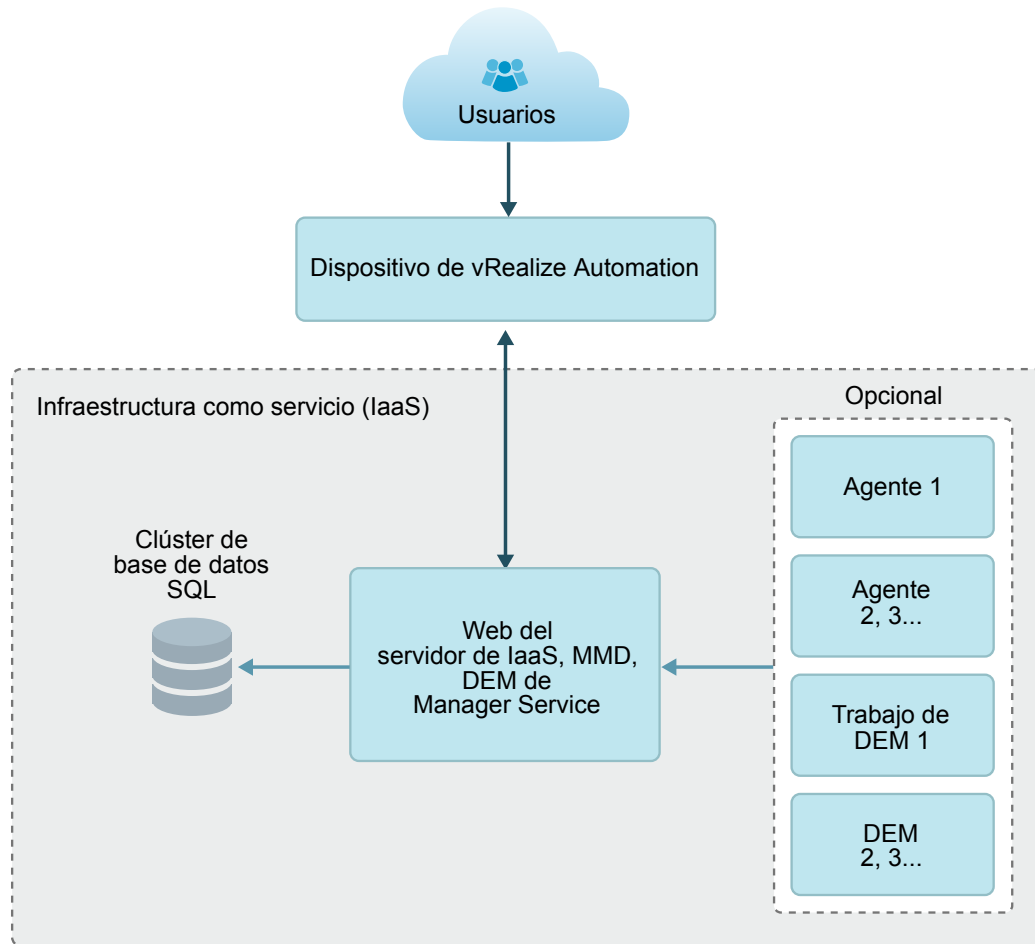 Usuarios
Dispositivo de vRealize Automation
Infraestructura como servicio (IaaS)
Opcional
Agente 1
Clúster de
base de datos
SQL
Agente
2, 3...
Web del
servidor de IaaS, MMD,
DEM de
Manager Service
Trabajo de
DEM 1
DEM
2, 3...